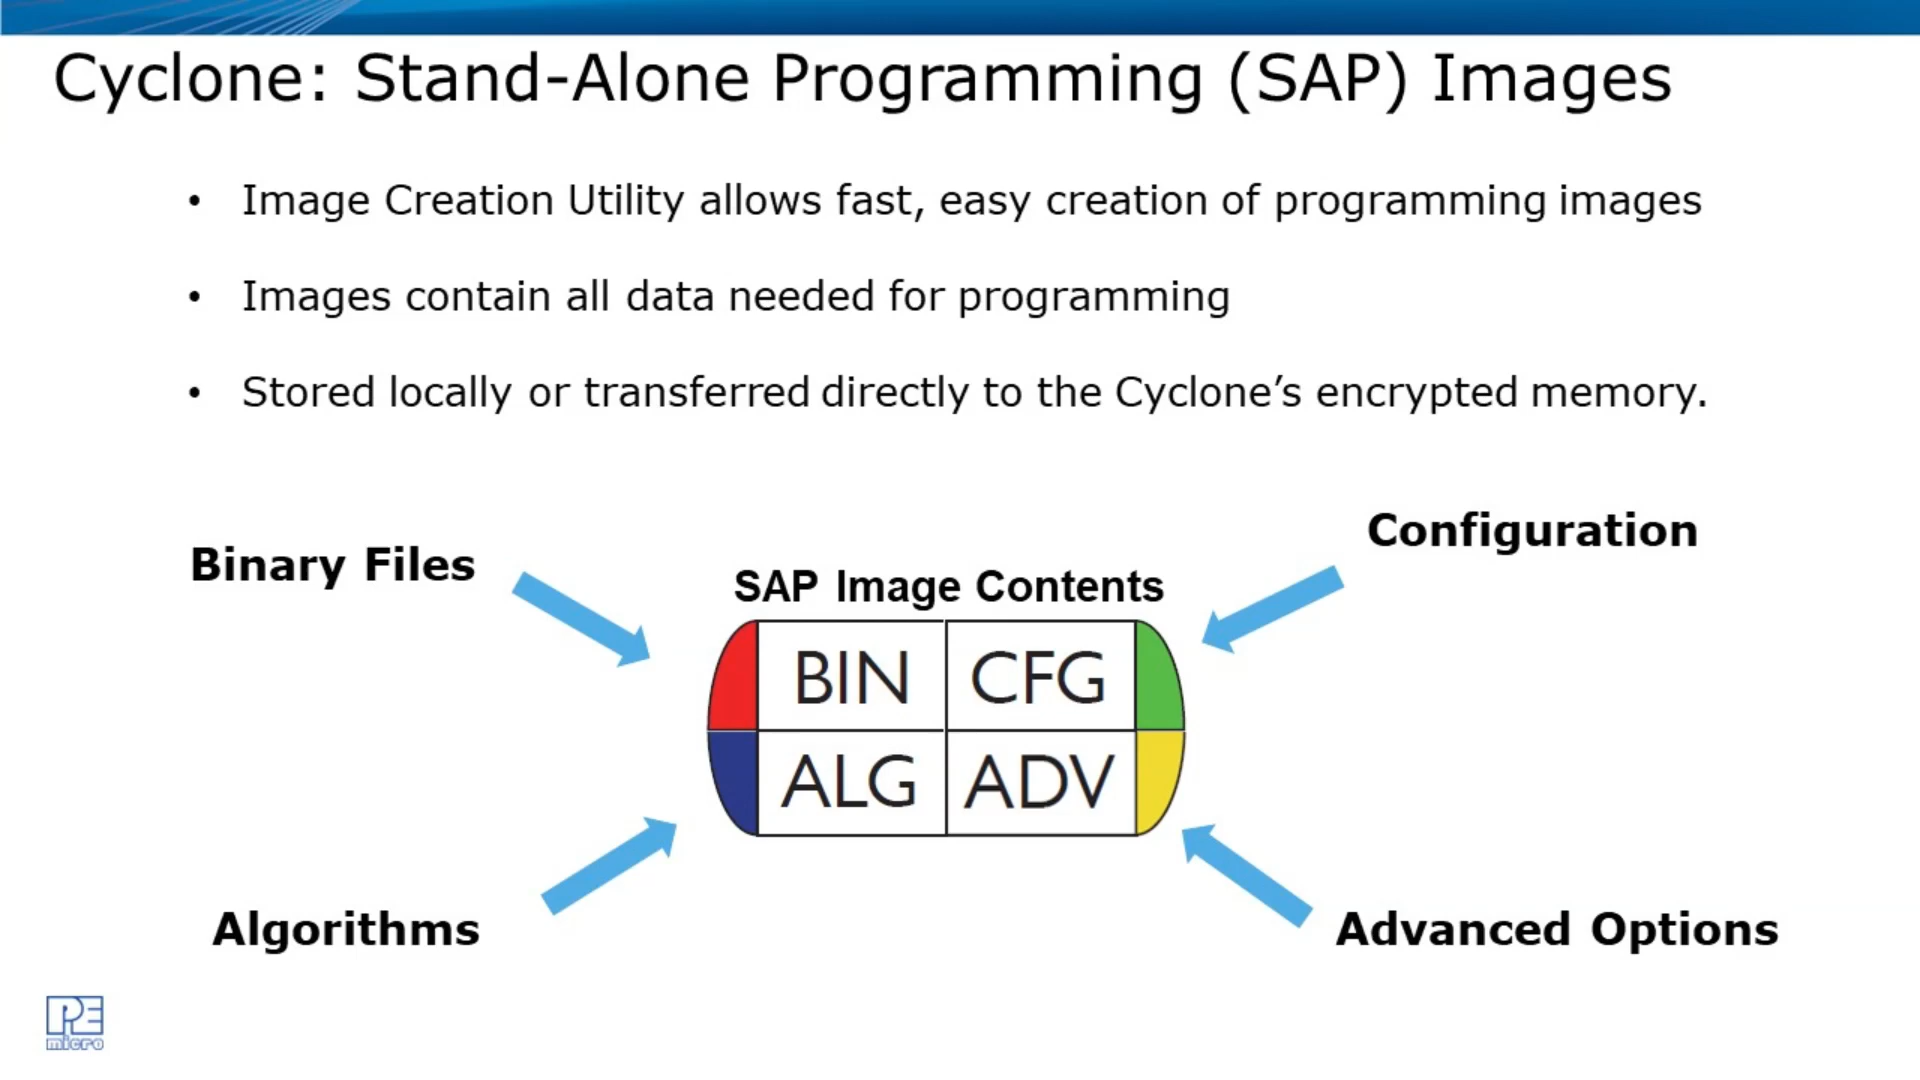 Cyclone: Stand-Alone Programming (SAP) Images
• Image Creation Utility allows fast, easy creation of programming images
• Images contain all data needed for programming
• Stored locally or transferred directly to the Cyclone’s encrypted memory.
Binary Files
Configuration
SAP Image Contents
BIN CFG
ALG ADV
Algorithms
Advanced Options
PE
micro